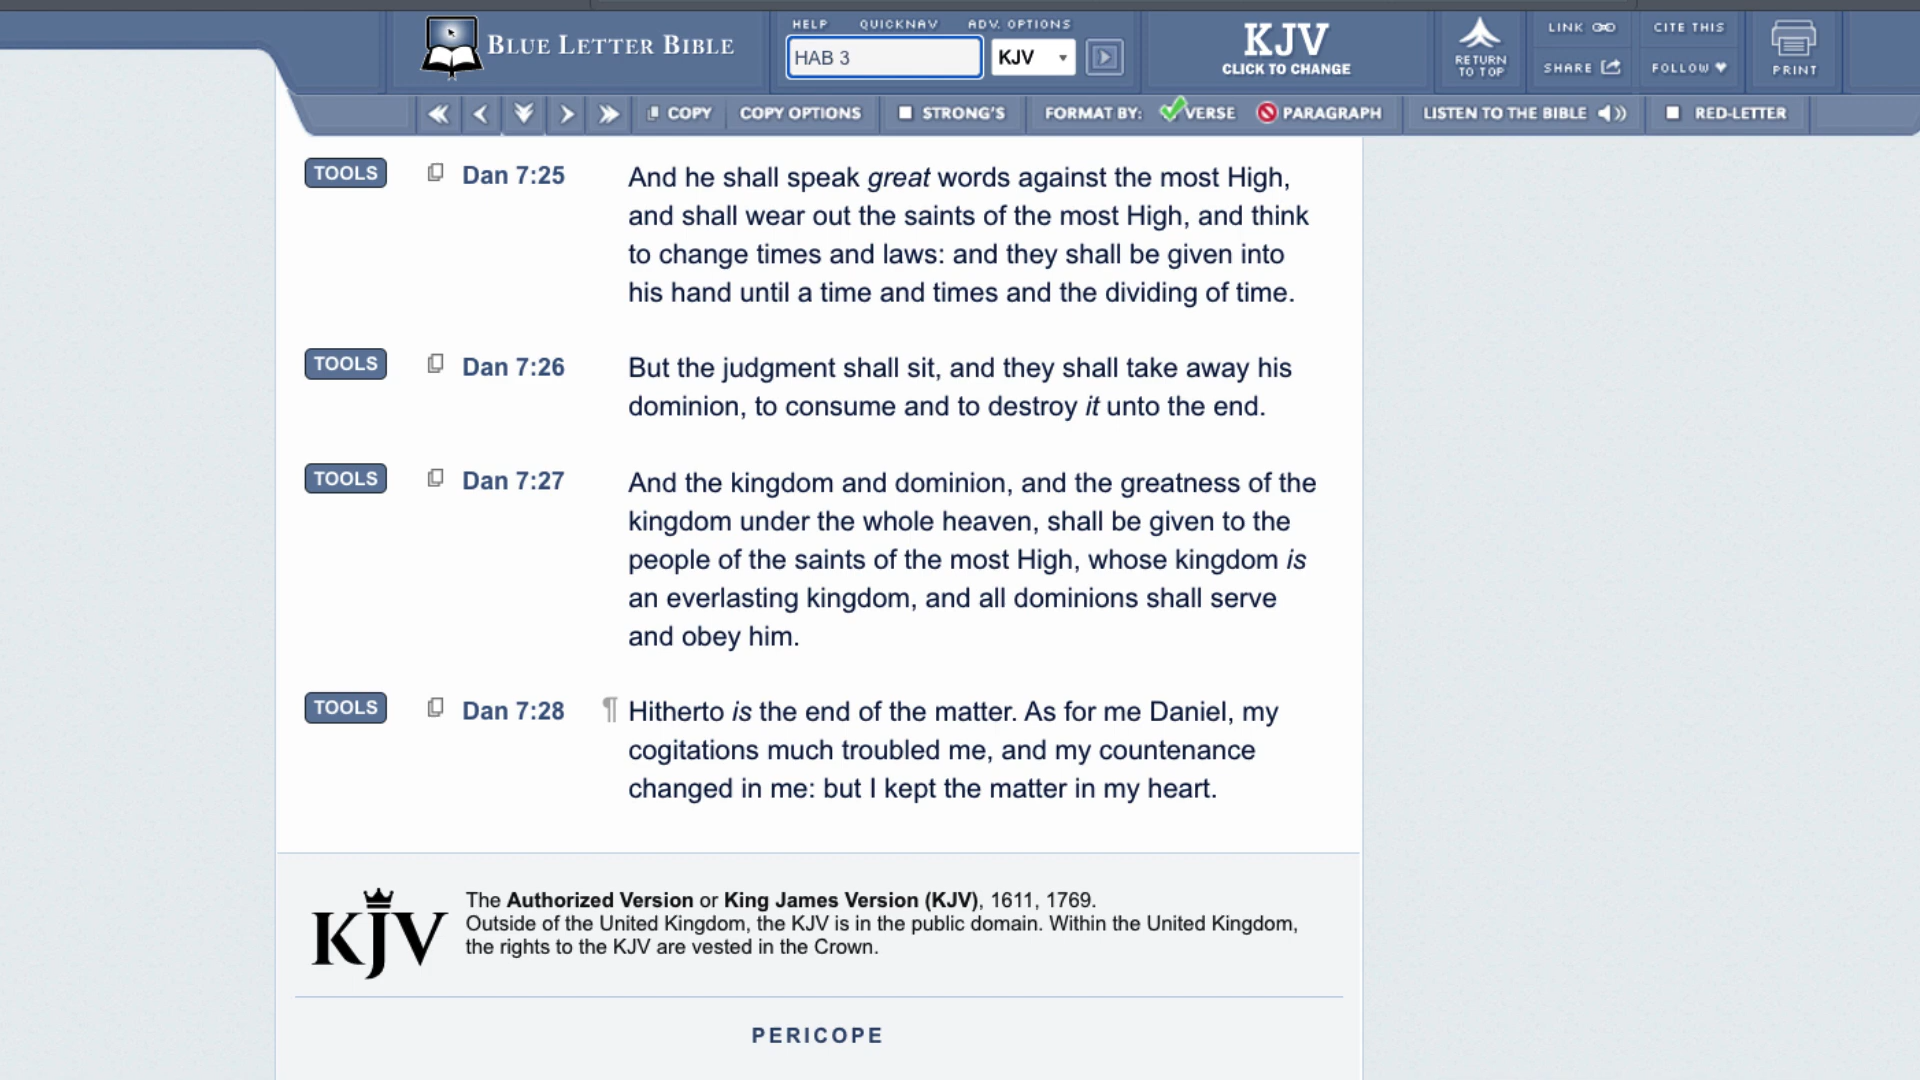 HELP QUICKNAV ADV. OPTIONS
BLUE LETTER BIBLE
HAB 3 KJV
KJV
CLICK TO CHANGE
RETURN
TO TOP
LINK
SHARE
CITE THIS
FOLLOW
PRINT
COPY COPY OPTIONS STRONG'S FORMAT BY: VERSE PARAGRAPH LISTEN TO THE BIBLE RED-LETTER
TOOLS Dan 7:25 And he shall speak great words against the most High,
and shall wear out the saints of the most High, and think
to change times and laws: and they shall be given into
his hand until a time and times and the dividing of time.
TOOLS Dan 7:26 But the judgment shall sit, and they shall take away his
dominion, to consume and to destroy it unto the end.
TOOLS Dan 7:27 And the kingdom and dominion, and the greatness of the
kingdom under the whole heaven, shall be given to the
people of the saints of the most High, whose kingdom is
an everlasting kingdom, and all dominions shall serve
and obey him.
TOOLS Dan 7:28 ¶ Hitherto is the end of the matter. As for me Daniel, my
cogitations much troubled me, and my countenance
changed in me: but I kept the matter in my heart.
KJV
The Authorized Version or King James Version (KJV), 1611, 1769.
Outside of the United Kingdom, the KJV is in the public domain. Within the United Kingdom,
the rights to the KJV are vested in the Crown.
PERICOPE